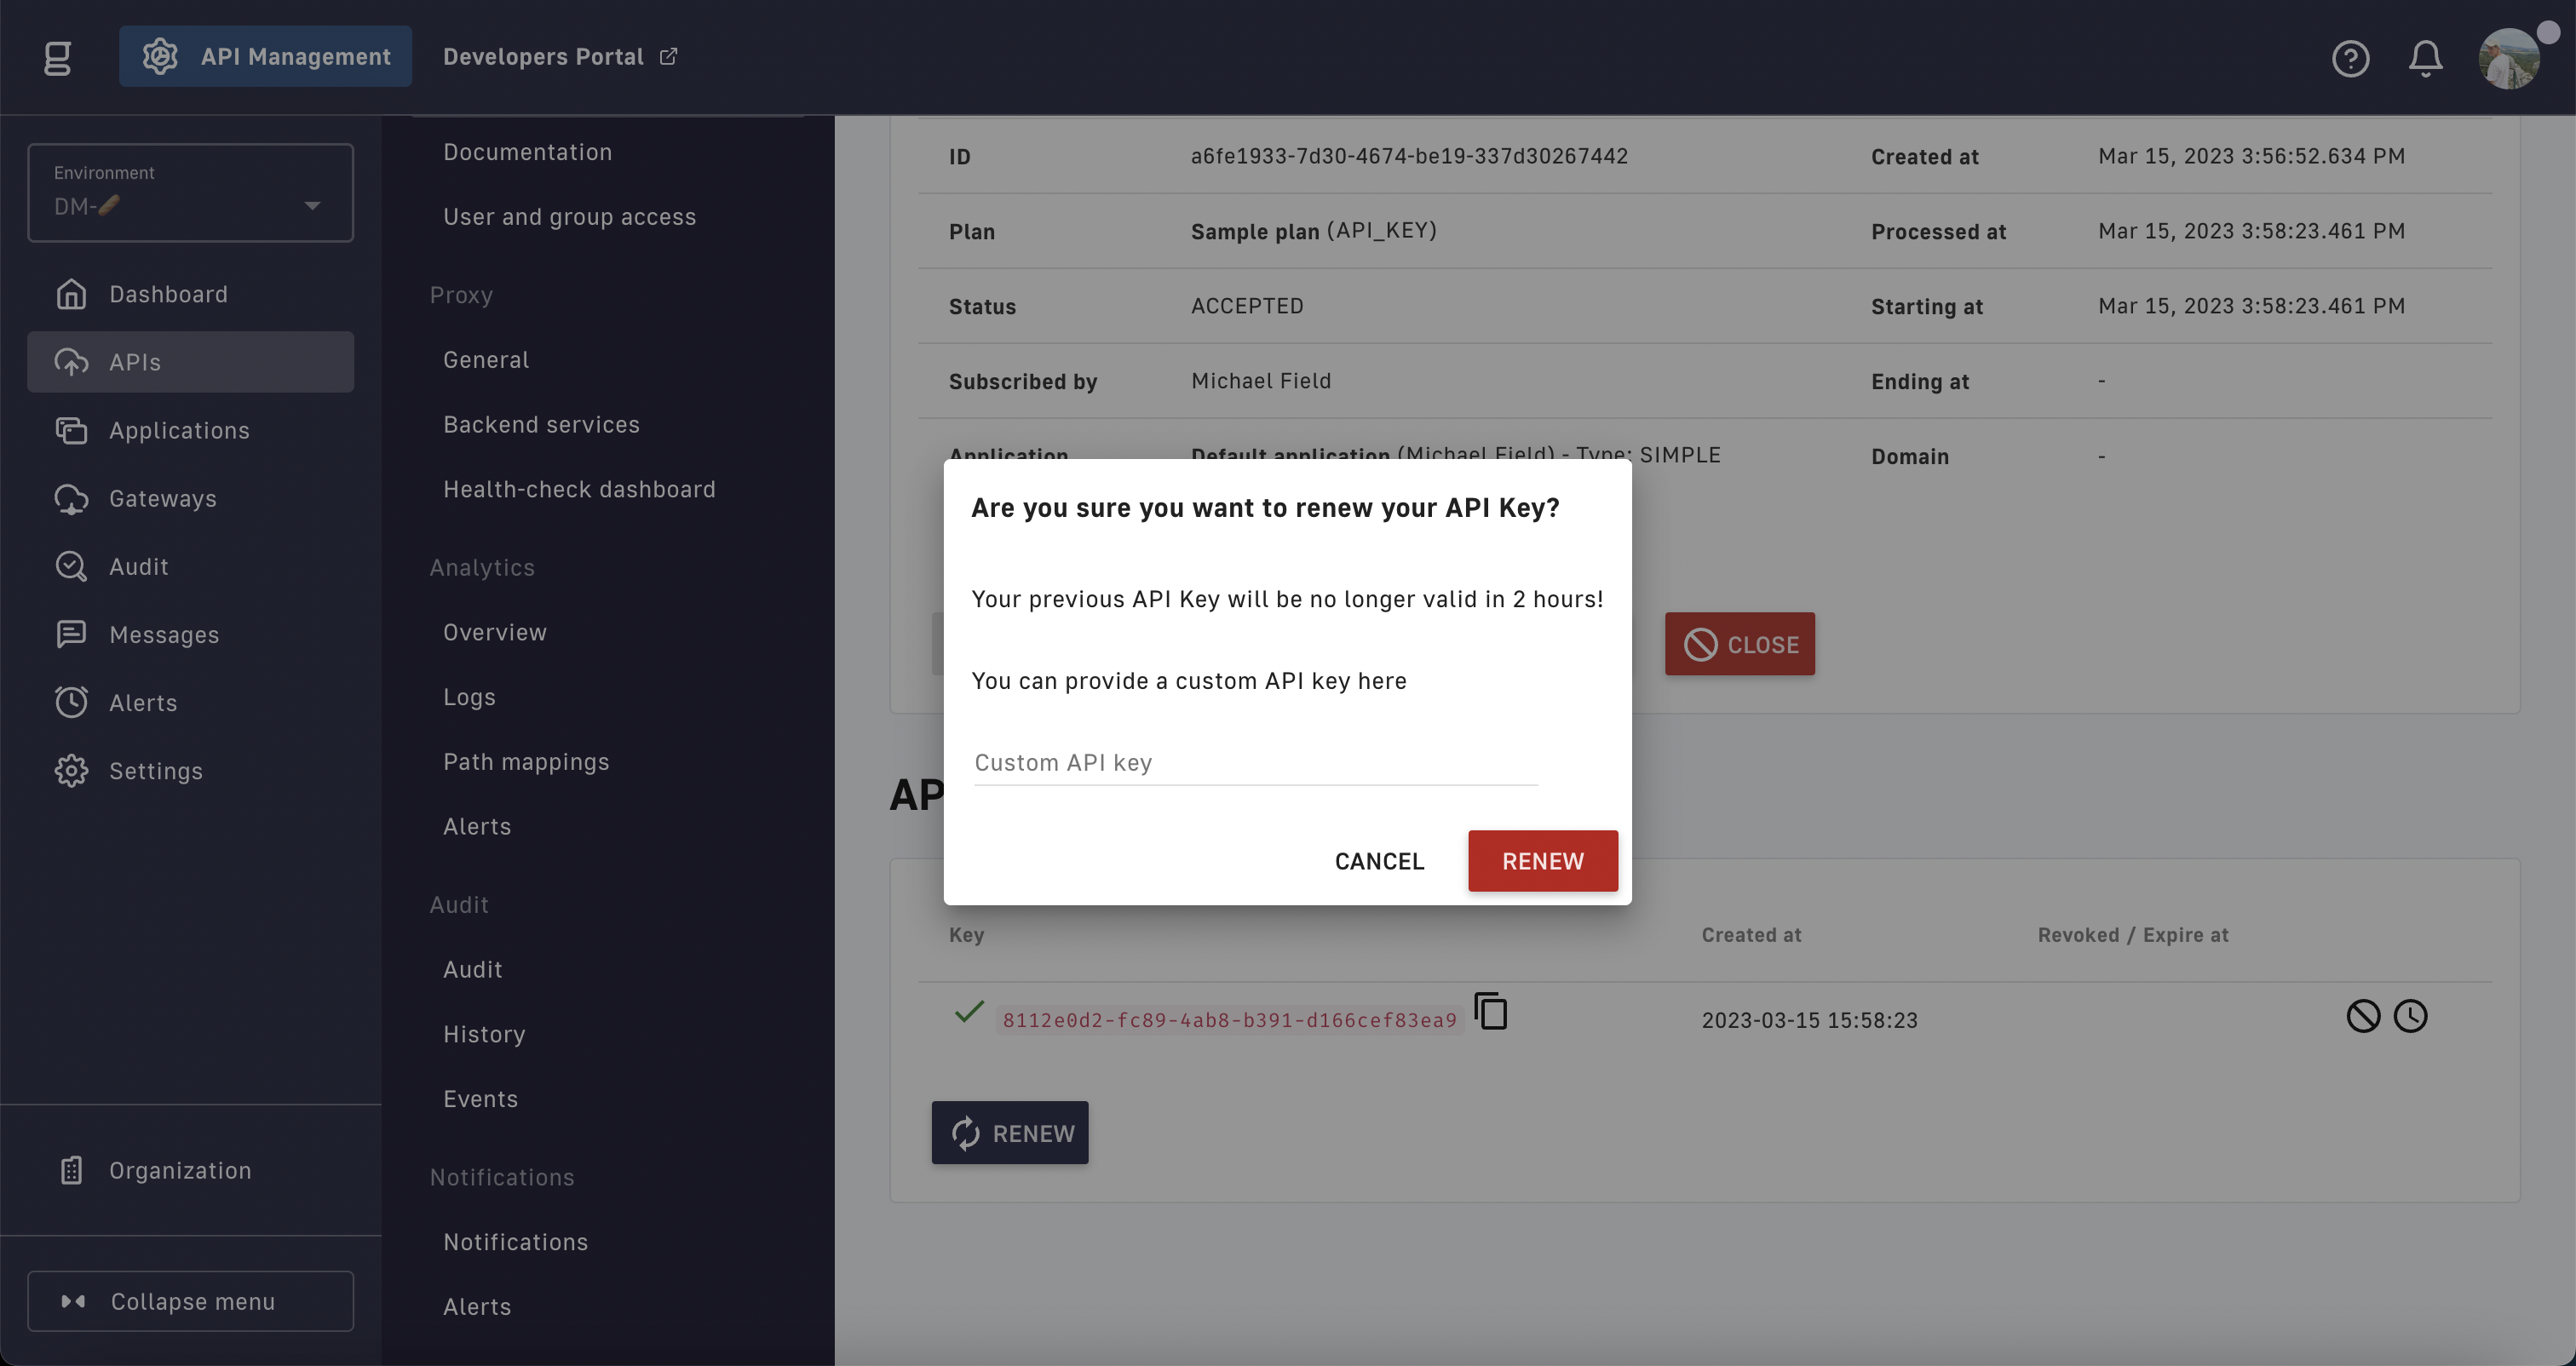 API Management
Developers Portal
Environment
DM-🥖
Dashboard
APIs
Applications
Gateways
Audit
Messages
Alerts
Settings
Organization
Collapse menu
Documentation
User and group access
Proxy
General
Backend services
Health-check dashboard
Analytics
Overview
Logs
Path mappings
Alerts
Audit
Audit
History
Events
Notifications
Notifications
Alerts
ID a6fe1933-7d30-4674-be19-337d30267442 Created at Mar 15, 2023 3:56:52.634 PM
Plan Sample plan (API_KEY) Processed at Mar 15, 2023 3:58:23.461 PM
Status ACCEPTED Starting at Mar 15, 2023 3:58:23.461 PM
Subscribed by Michael Field Ending at -
Application Default application (Michael Field) - Type: SIMPLE Domain -
CLOSE
Are you sure you want to renew your API Key?
Your previous API Key will be no longer valid in 2 hours!
You can provide a custom API key here
Custom API key
CANCEL RENEW
Key Created at Revoked / Expire at
8112e0d2-fc89-4ab8-b391-d166cef83ea9 2023-03-15 15:58:23
RENEW